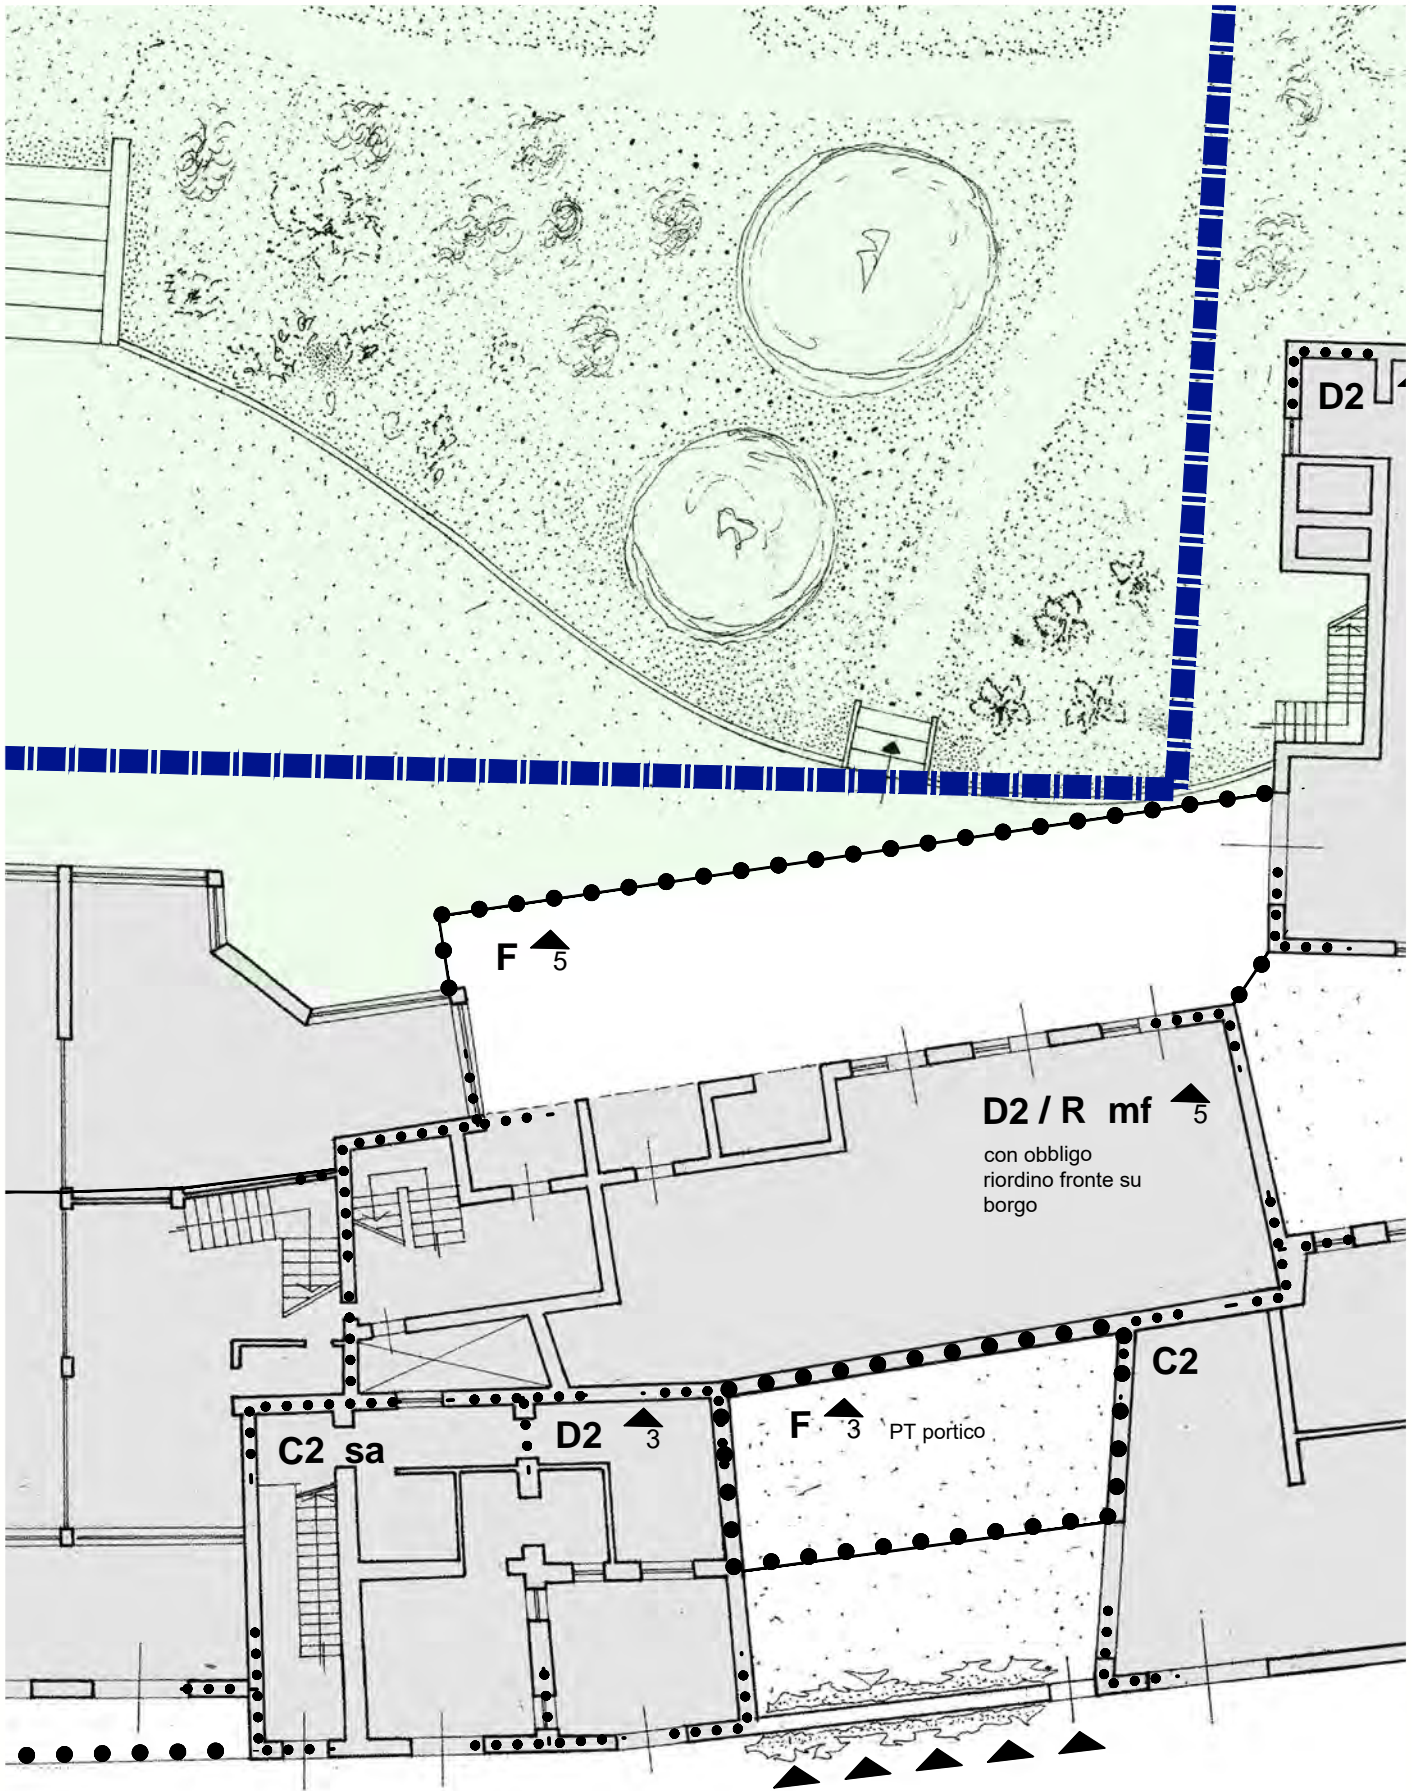 D2
F 5
D2 / R mf 5
con obbligo
riordino fronte su
borgo
C2
F 3 PT portico
D2 3
C2 sa